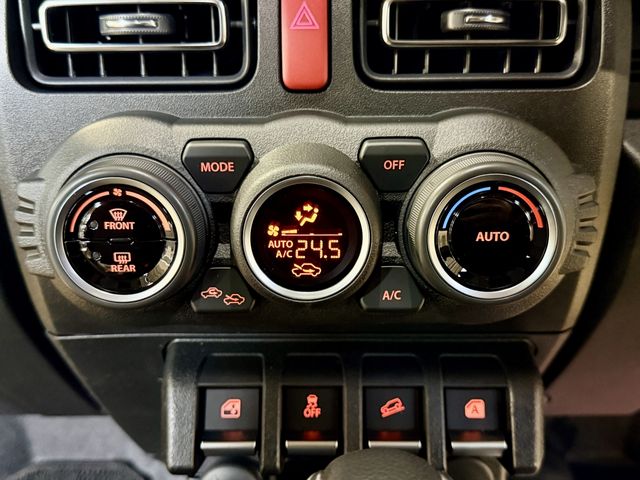 MODE
OFF
FRONT
REAR
AUTO
A/C
24.5
AUTO
A/C
OFF
A